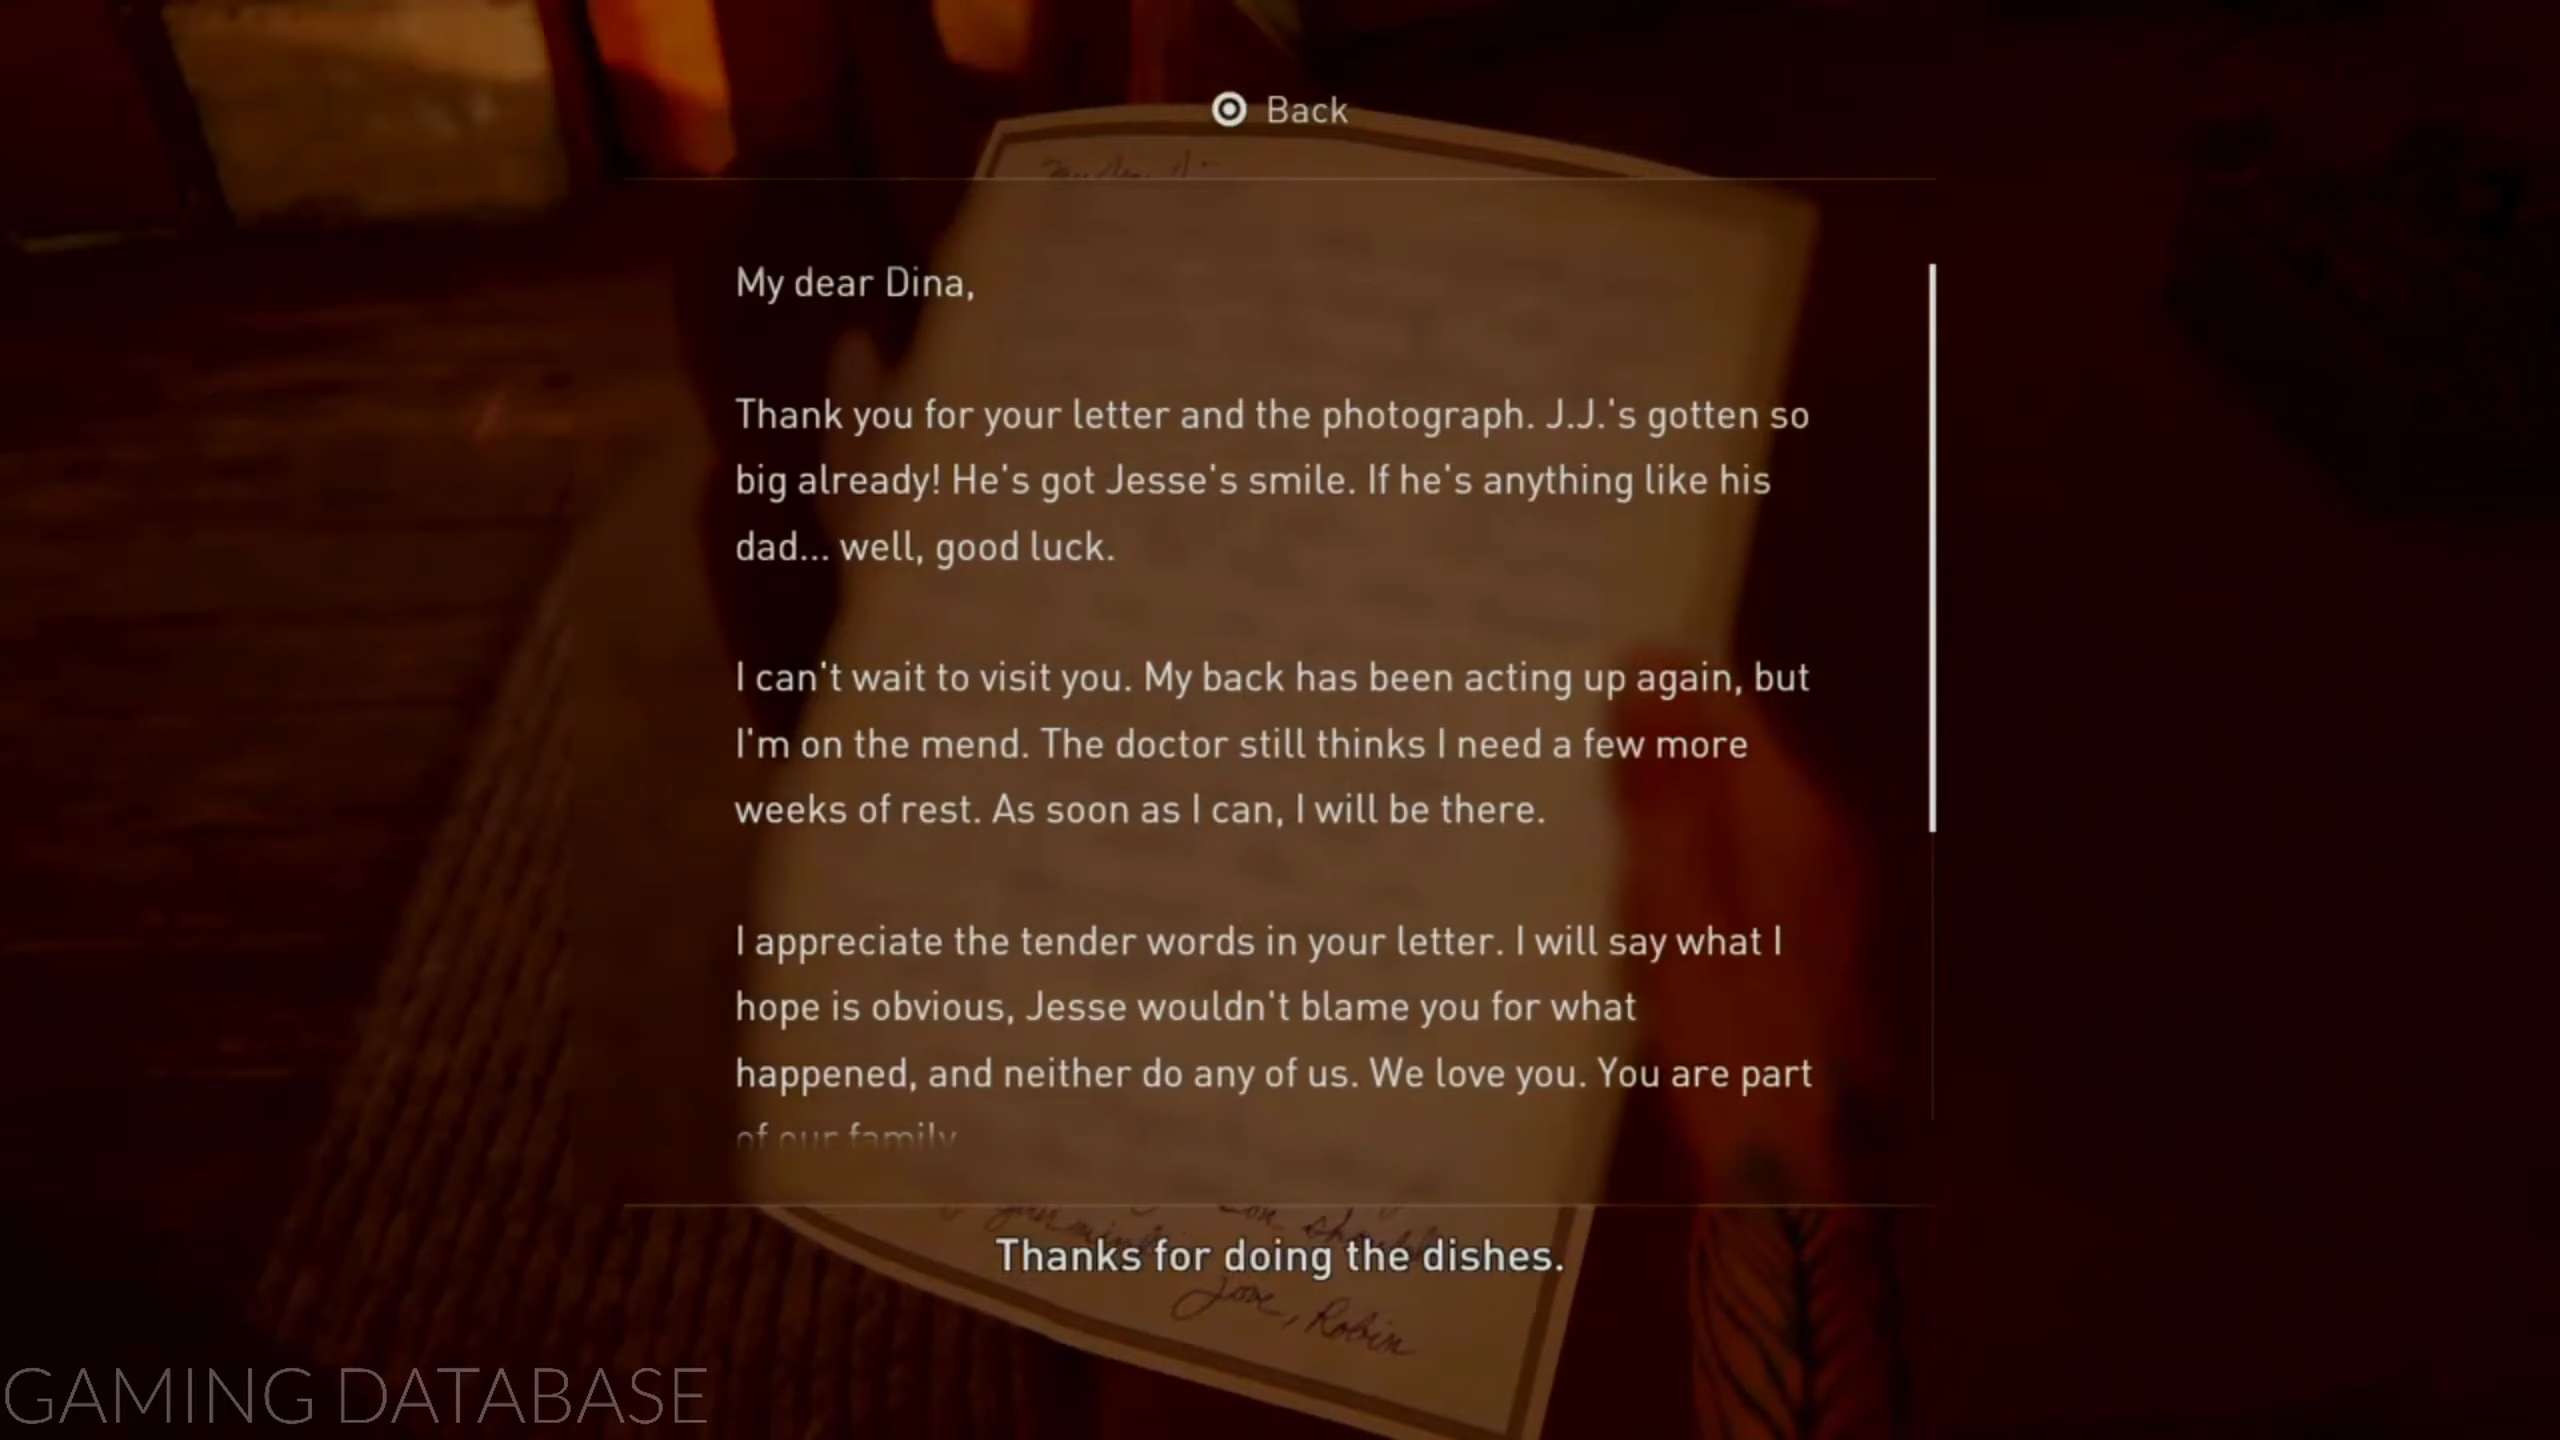 Back
My dear Dina,
Thank you for your letter and the photograph. J.J.'s gotten so
big already! He's got Jesse's smile. If he's anything like his
dad... well, good luck.
I can't wait to visit you. My back has been acting up again, but
I'm on the mend. The doctor still thinks I need a few more
weeks of rest. As soon as I can, I will be there.
I appreciate the tender words in your letter. I will say what I
hope is obvious, Jesse wouldn't blame you for what
happened, and neither do any of us. We love you. You are part
of our family
Thanks for doing the dishes.
Love, Robin
GAMING DATABASE